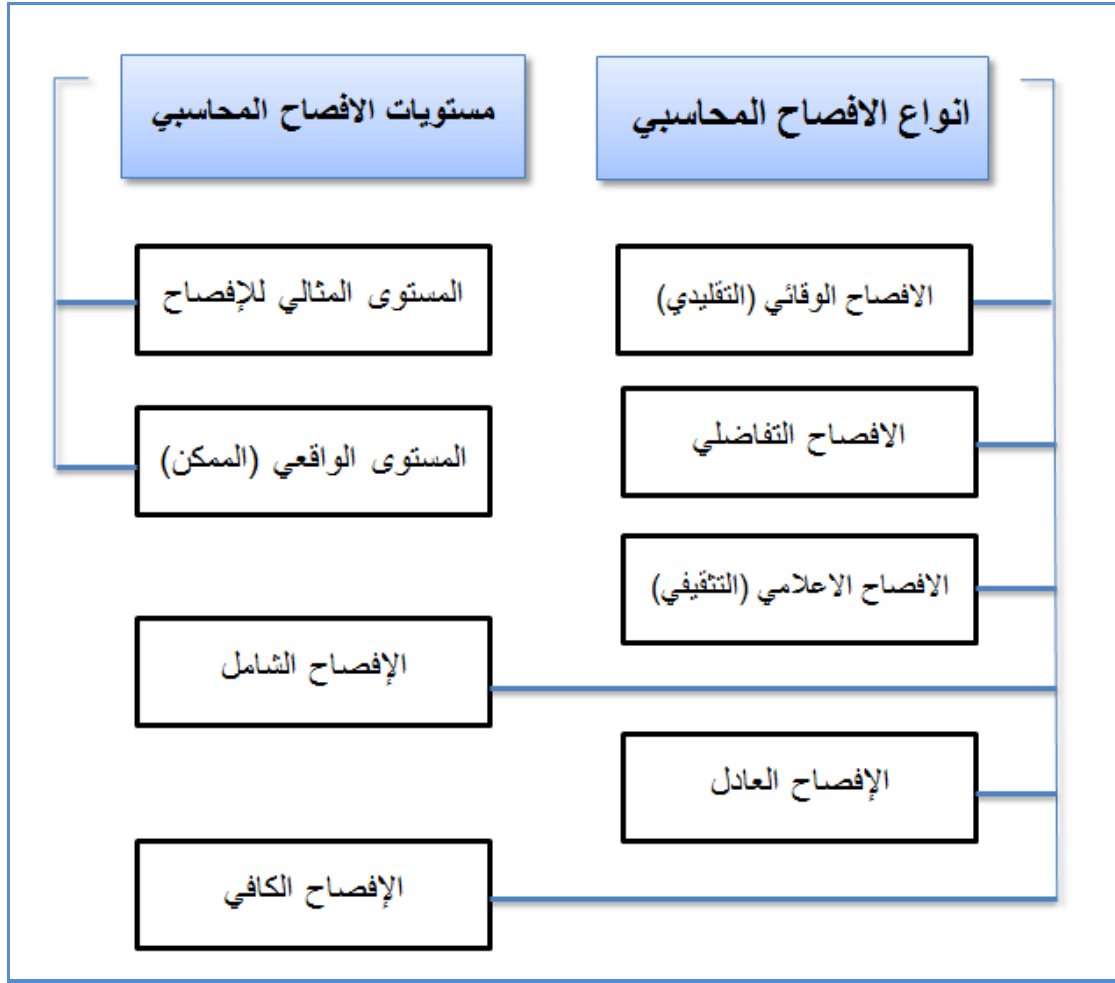 انواع الافصاح المحاسبي
مستويات الافصاح المحاسبي
الافصاح الوقائي (التقليدي)
المستوى المثالي للإفصاح
الافصاح التفاضلي
المستوى الواقعي (الممكن)
الافصاح الاعلامي (التثقيفي)
الإفصاح الشامل
الإفصاح العادل
الإفصاح الكافي